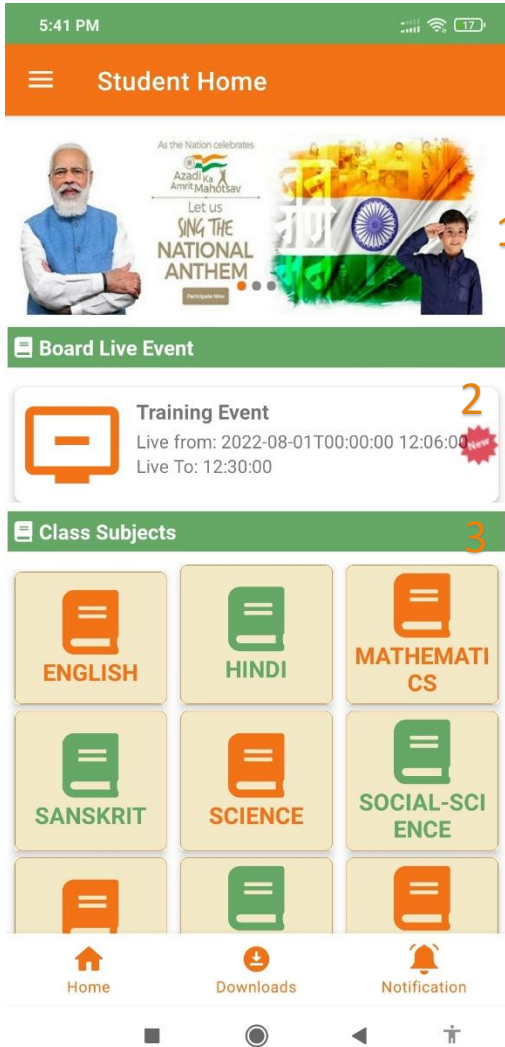 5:41 PM
17
Student Home
As the Nation celebrates
Azadi Ka
Amrit Mahotsav
Let us
SING THE
NATIONAL
ANTHEM
Participate Now
1
Board Live Event
2
Training Event
Live from: 2022-08-01T00:00:00 12:06:00
New
Live To: 12:30:00
Class Subjects
3
ENGLISH
HINDI
MATHEMATI
CS
SANSKRIT
SCIENCE
SOCIAL-SCI
ENCE
Home
Downloads
Notification